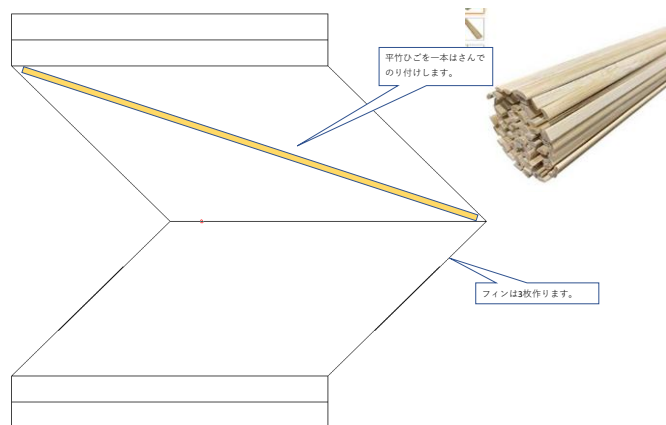 平竹ひごを一本はさんで
のり付けします。
フィンは3枚作ります。